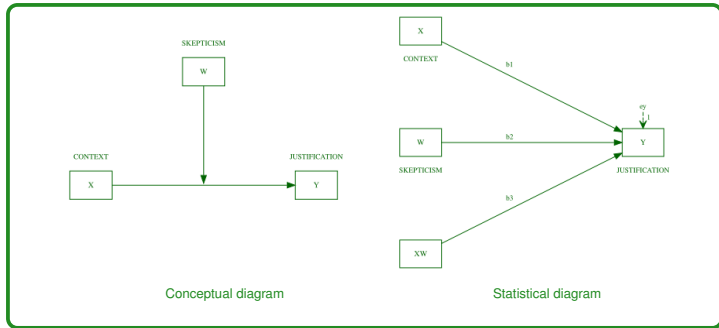 SKEPTICISM
W
CONTEXT
X
JUSTIFICATION
Y
Conceptual diagram
X
CONTEXT
b1
W
SKEPTICISM
b2
XW
b3
ey
1
Y
JUSTIFICATION
Statistical diagram